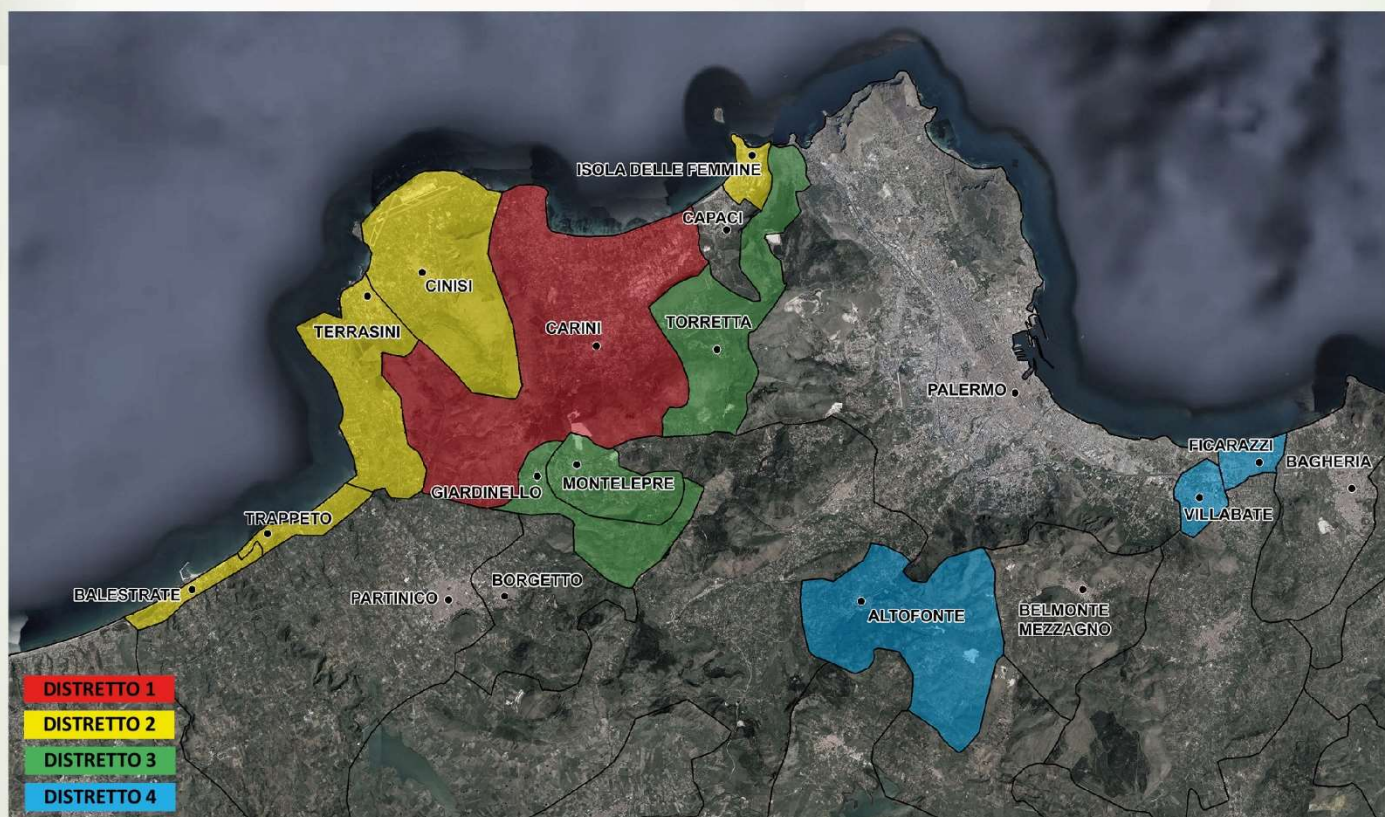 ISOLA DELLE FEMMINE
CAPACI
CINISI
TERRASINI
CARINI
TORRETTA
PALERMO
FICARAZZI
BAGHERIA
GIARDINELLO
MONTELEPRE
VILLABATE
TRAPPETO
BALESTRATE
PARTINICO
BORGETTO
ALTOFONTE
BELMONTE
MEZZAGNO
DISTRETTO 1
DISTRETTO 2
DISTRETTO 3
DISTRETTO 4